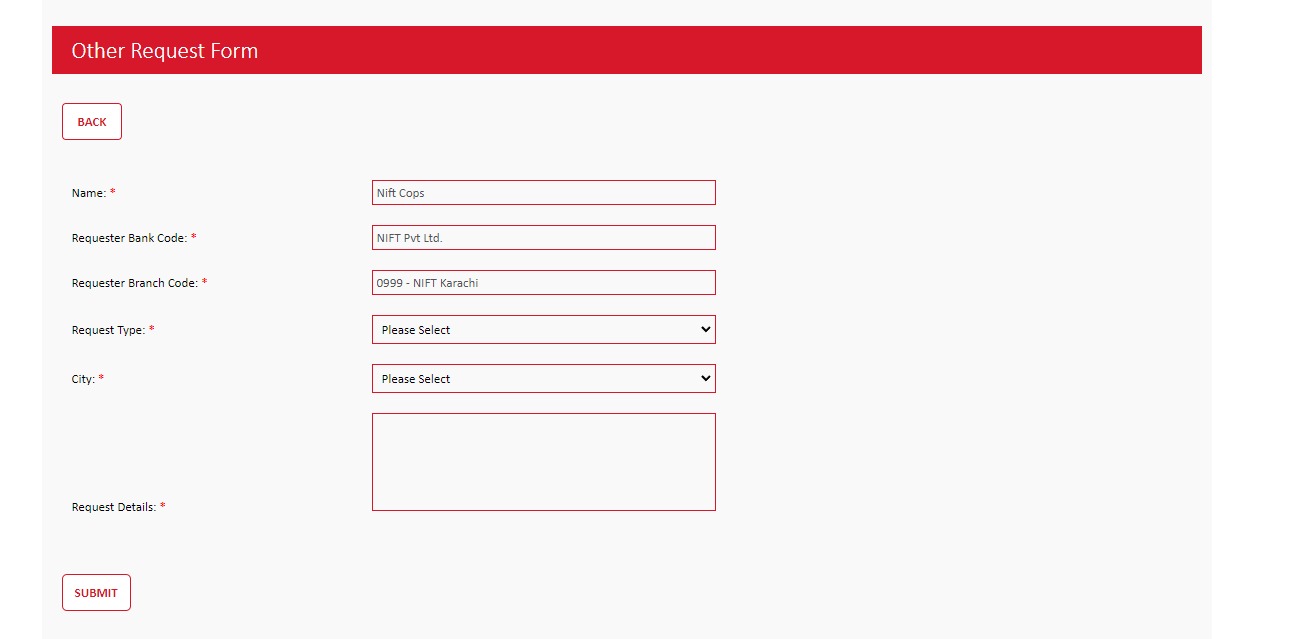 Other Request Form
BACK
Name: * Nift Cops
Requester Bank Code: * NIFT Pvt Ltd.
Requester Branch Code: * 0999 - NIFT Karachi
Request Type: * Please Select
City: * Please Select
Request Details: *
SUBMIT